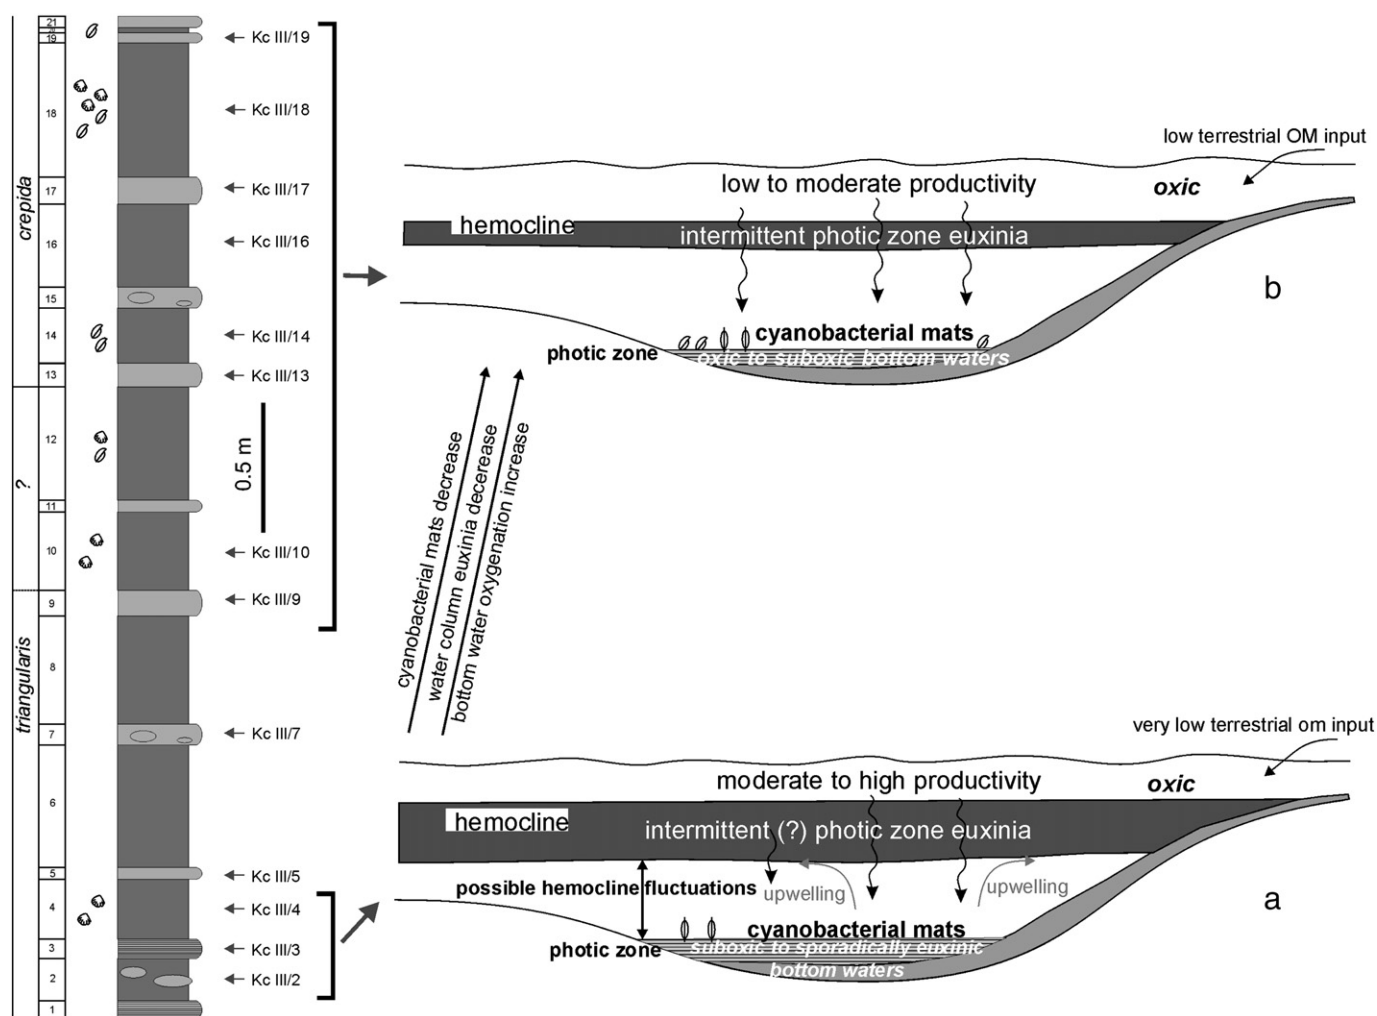 21
19
Kc III/19
18
Kc III/18
17
Kc III/17
crepida
16
Kc III/16
15
14
Kc III/14
13
Kc III/13
12
?
0.5 m
11
10
Kc III/10
9
Kc III/9
8
triangularis
7
Kc III/7
6
5
Kc III/5
4
Kc III/4
3
Kc III/3
2
Kc III/2
1
low terrestrial OM input
low to moderate productivity
oxic
hemocline
intermittent photic zone euxinia
b
cyanobacterial mats
photic zone
oxic to suboxic bottom waters
cyanobacterial mats decrease
water column euxinia decerease
bottom water oxygenation increase
very low terrestrial om input
moderate to high productivity
oxic
hemocline
intermittent (?) photic zone euxinia
possible hemocline fluctuations
upwelling
upwelling
a
cyanobacterial mats
photic zone
suboxic to sporadically euxinic
bottom waters